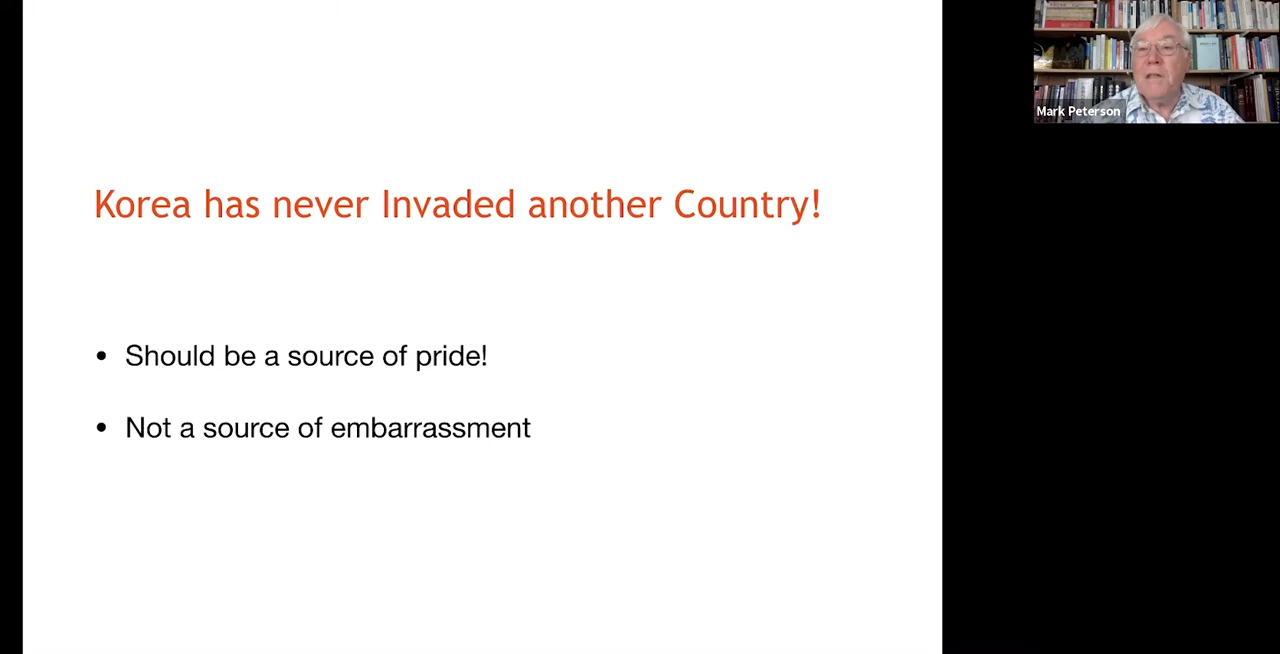 Mark Peterson
Korea has never Invaded another Country!
• Should be a source of pride!
• Not a source of embarrassment